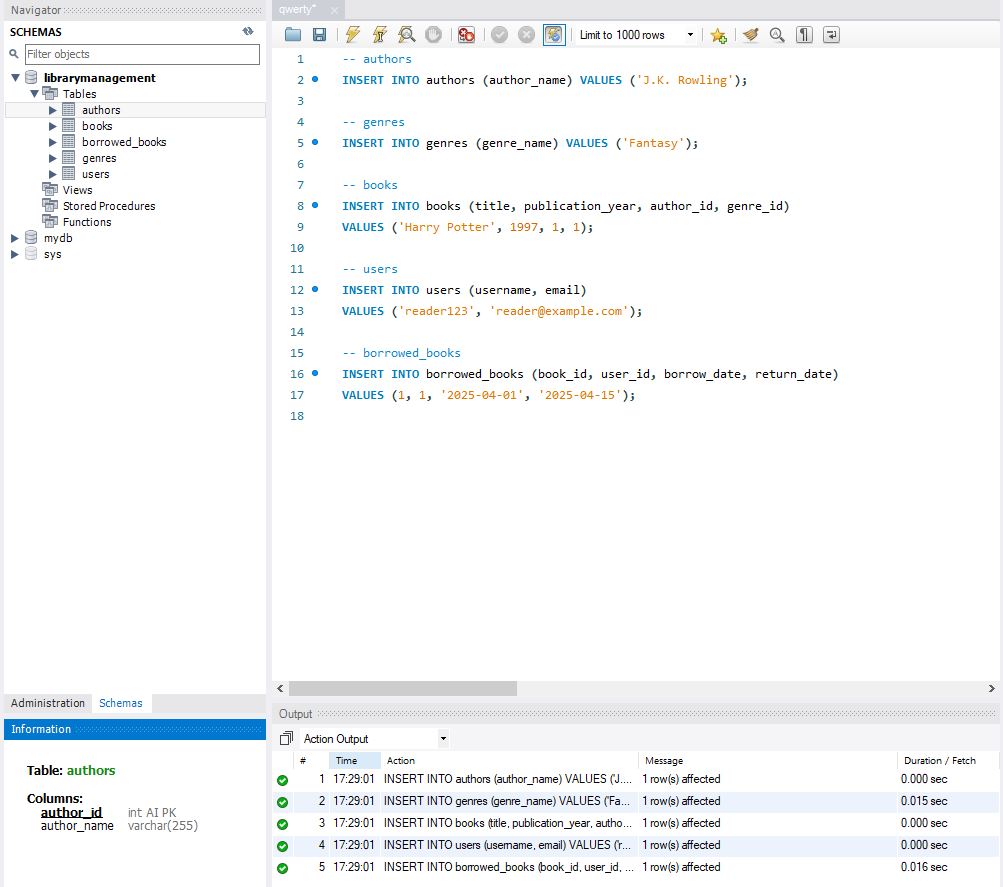 Navigator
SCHEMAS
Filter objects
librarymanagement
Tables
authors
books
borrowed_books
genres
users
Views
Stored Procedures
Functions
mydb
sys
Administration Schemas
Information
Table: authors
Columns:
author_id int AI PK
author_name varchar(255)
qwerty*
Limit to 1000 rows
1 -- authors
2 INSERT INTO authors (author_name) VALUES ('J.K. Rowling');
3
4 -- genres
5 INSERT INTO genres (genre_name) VALUES ('Fantasy');
6
7 -- books
8 INSERT INTO books (title, publication_year, author_id, genre_id)
9 VALUES ('Harry Potter', 1997, 1, 1);
10
11 -- users
12 INSERT INTO users (username, email)
13 VALUES ('reader123', 'reader@example.com');
14
15 -- borrowed_books
16 INSERT INTO borrowed_books (book_id, user_id, borrow_date, return_date)
17 VALUES (1, 1, '2025-04-01', '2025-04-15');
18
Output
Action Output
# Time Action Message Duration / Fetch
1 17:29:01 INSERT INTO authors (author_name) VALUES ('J.... 1 row(s) affected 0.000 sec
2 17:29:01 INSERT INTO genres (genre_name) VALUES ('Fa... 1 row(s) affected 0.015 sec
3 17:29:01 INSERT INTO books (title, publication_year, autho... 1 row(s) affected 0.000 sec
4 17:29:01 INSERT INTO users (username, email) VALUES ('r... 1 row(s) affected 0.000 sec
5 17:29:01 INSERT INTO borrowed_books (book_id, user_id, ... 1 row(s) affected 0.016 sec